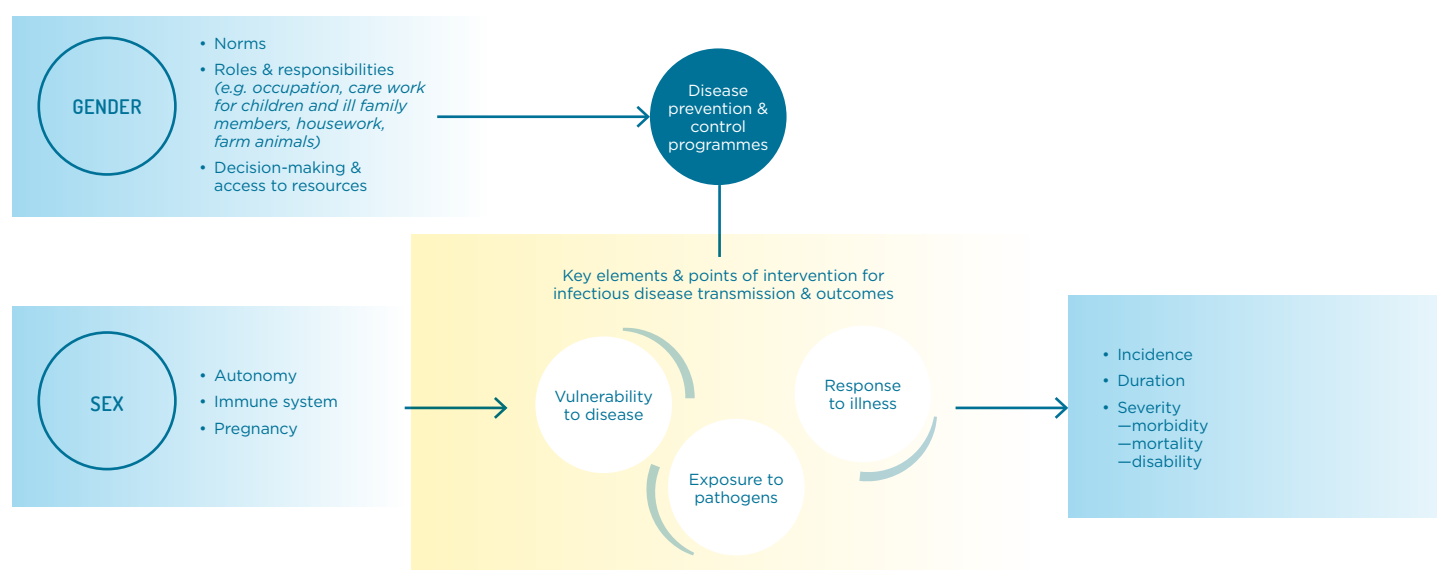 GENDER
• Norms
• Roles & responsibilities
(e.g. occupation, care work
for children and ill family
members, housework,
farm animals)
• Decision-making &
access to resources
Disease
prevention &
control
programmes
Key elements & points of intervention for
infectious disease transmission & outcomes
SEX
• Autonomy
• Immune system
• Pregnancy
Vulnerability
to disease
Exposure to
pathogens
Response
to illness
• Incidence
• Duration
• Severity
—morbidity
—mortality
—disability